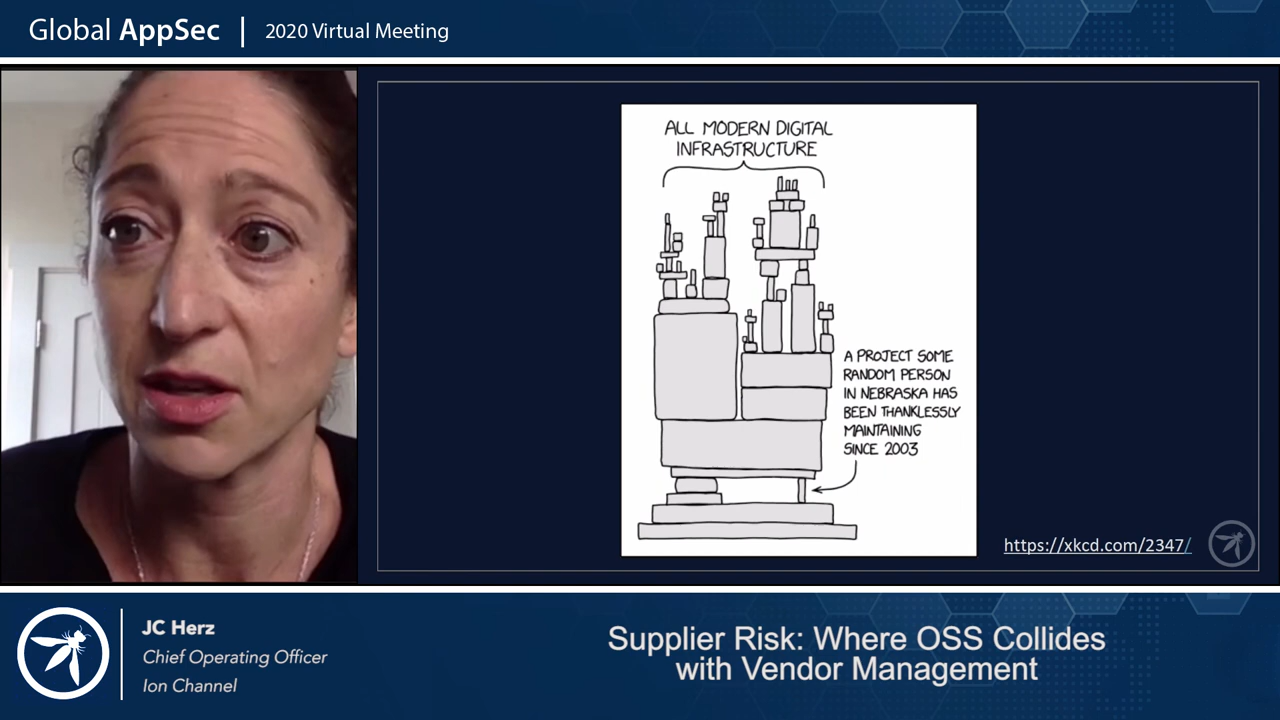 Global AppSec | 2020 Virtual Meeting
ALL MODERN DIGITAL
INFRASTRUCTURE
A PROJECT SOME
RANDOM PERSON
IN NEBRASKA HAS
BEEN THANKLESSLY
MAINTAINING
SINCE 2003
https://xkcd.com/2347/
JC Herz
Chief Operating Officer
Ion Channel
Supplier Risk: Where OSS Collides
with Vendor Management